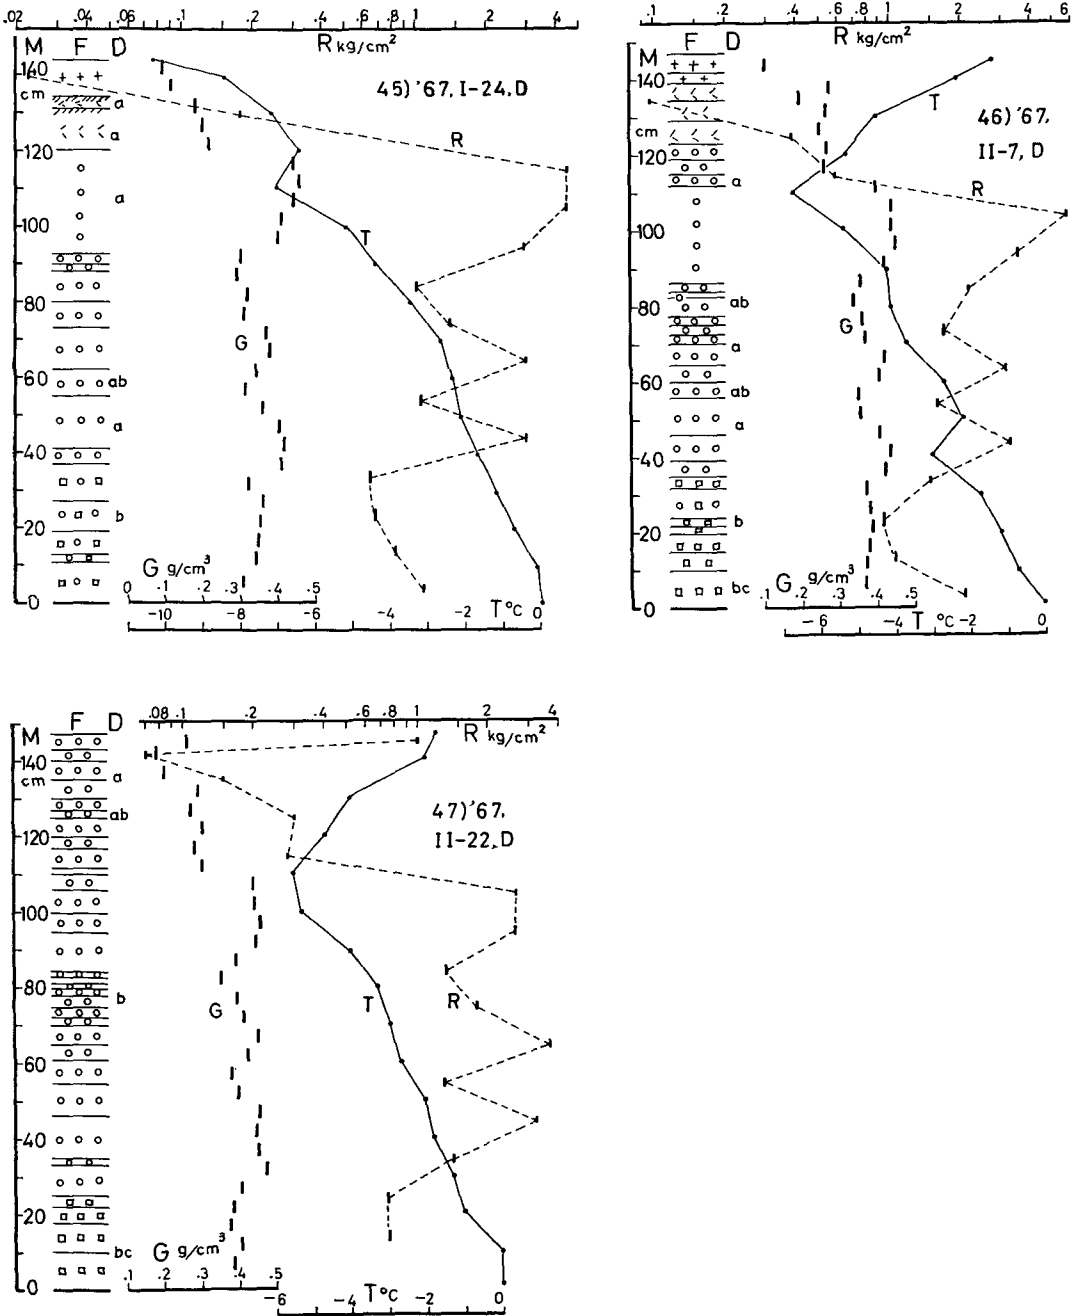 .02 .04 .06 .1 .2 .4 .6 .8 1 2 4
R kg/cm²
M F D
140
cm
a
45) '67, I-24, D
a
R
120
a
100
T
80
G
60
ab
a
40
b
20
G g/cm³
0 .1 .2 .3 .4 .5
0
-10 -8 -6 -4 -2 T°C 0
.1 .2 .4 .6 .8 1 2 4 6
R kg/cm²
M F D
140
T
46) '67,
cm
II-7, D
120
a
R
100
ab
80
G
a
60
ab
a
40
b
20
G g/cm³
bc
.1 .2 .3 .4 .5
0
-6 -4 T°C -2 0
.08 .1 .2 .4 .6 .8 1 2 4
R kg/cm²
M F D
140
cm
a
47) '67,
ab
II-22, D
120
100
80
b
G
T
R
60
40
20
bc
G g/cm³
.1 .2 .3 .4 .5
0
-6 -4 T°C -2 0